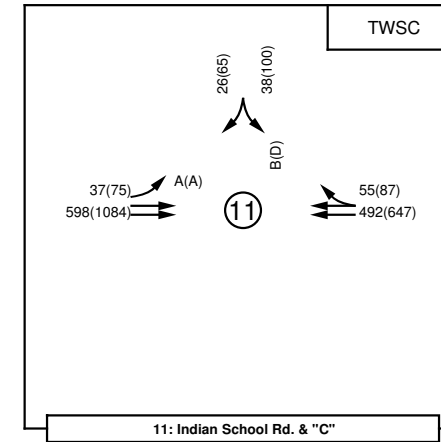 TWSC
26(65)
38(100)
B(D)
37(75)
A(A)
598(1084)
11
55(87)
492(647)
11: Indian School Rd. & "C"